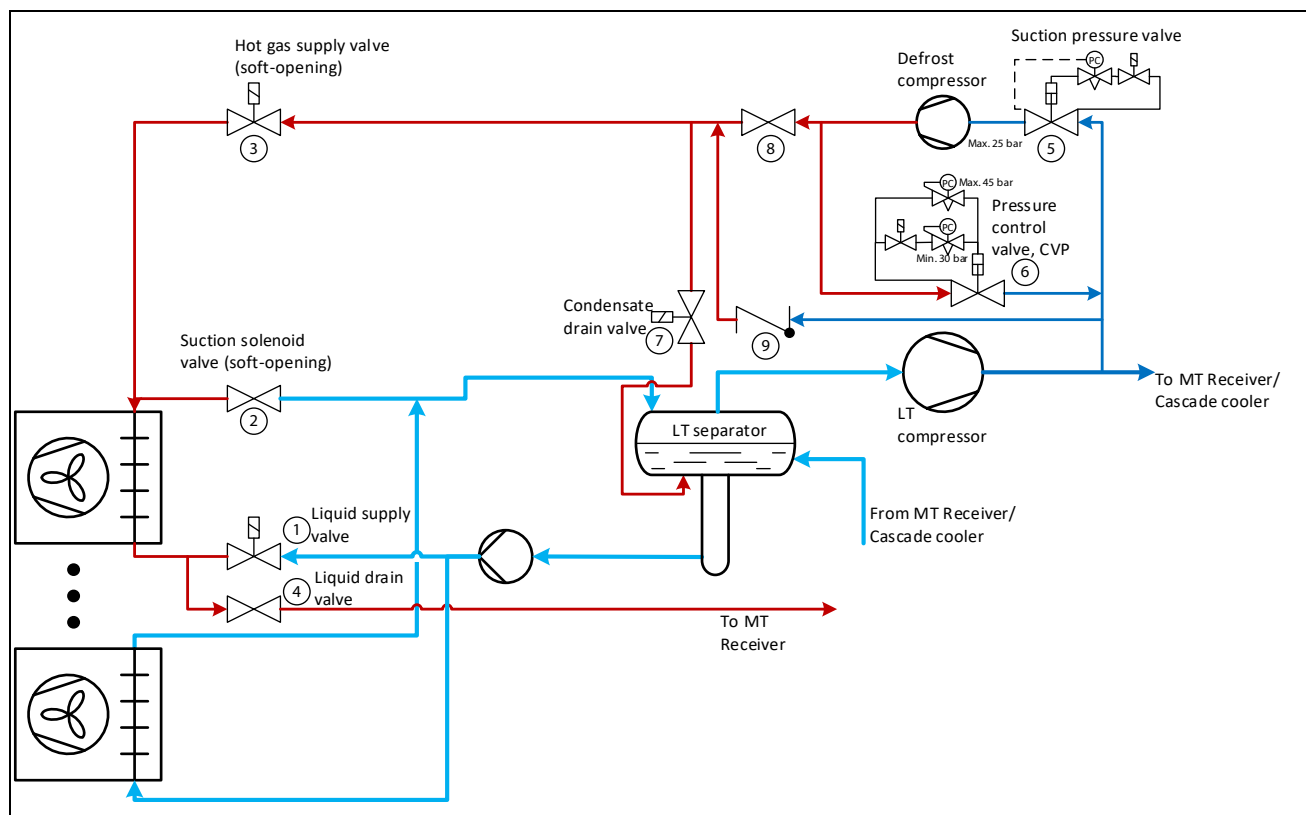 Hot gas supply valve
(soft-opening)
3
Suction pressure valve
PC
Defrost
compressor
Max. 25 bar
5
8
PC
Max. 45 bar
PC
Min. 30 bar
Pressure
control
valve, CVP
6
Condensate
drain valve
7
9
Suction solenoid
valve (soft-opening)
2
LT separator
LT
compressor
To MT Receiver/
Cascade cooler
From MT Receiver/
Cascade cooler
1
Liquid supply
valve
4
Liquid drain
valve
To MT
Receiver